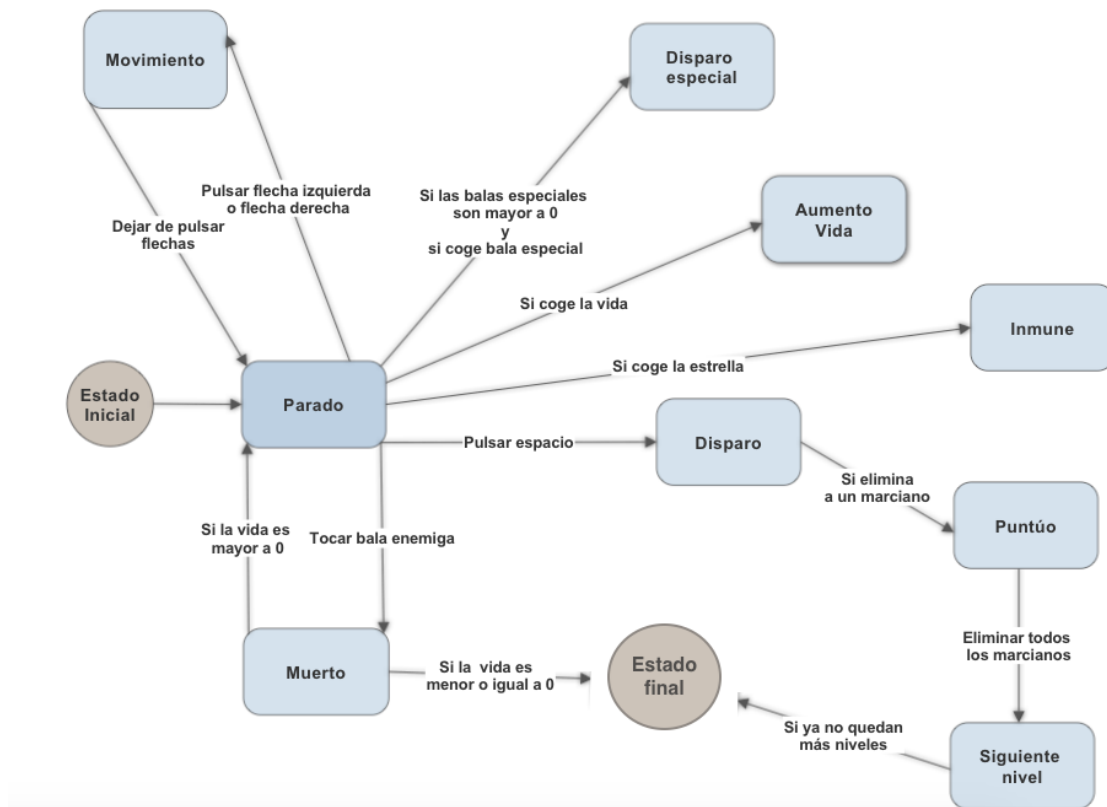 Movimiento
Disparo
especial
Pulsar flecha izquierda
o flecha derecha
Si las balas especiales
son mayor a 0
y
si coge bala especial
Aumento
Vida
Dejar de pulsar
flechas
Si coge la vida
Inmune
Si coge la estrella
Estado
Inicial
Parado
Pulsar espacio
Disparo
Si elimina
a un marciano
Si la vida es
mayor a 0
Tocar bala enemiga
Puntúo
Eliminar todos
los marcianos
Muerto
Si la vida es
menor o igual a 0
Estado
final
Si ya no quedan
más niveles
Siguiente
nivel